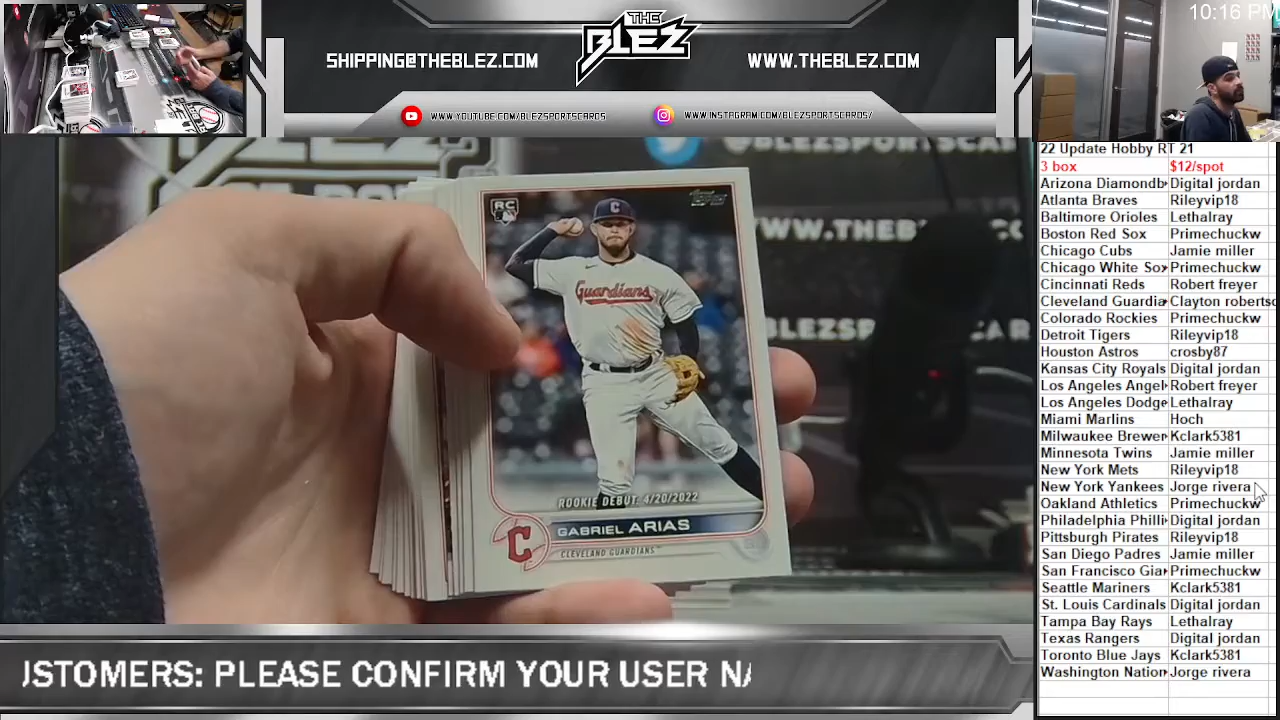 10:16 PM
THE
BLEZ
SHIPPING@THEBLEZ.COM
WWW.THEBLEZ.COM
WWW.YOUTUBE.COM/BLEZSPORTSCARDS
WWW.INSTAGRAM.COM/BLEZSPORTSCARDS/
22 Update Hobby RT 21
3 box $12/spot
Arizona Diamondb Digital jordan
Atlanta Braves Rileyvip18
Baltimore Orioles Lethalray
Boston Red Sox Primechuckw
Chicago Cubs Jamie miller
Chicago White Sox Primechuckw
Cincinnati Reds Robert freyer
Cleveland Guardia Clayton robertso
Colorado Rockies Primechuckw
Detroit Tigers Rileyvip18
Houston Astros crosby87
Kansas City Royals Digital jordan
Los Angeles Angel Robert freyer
Los Angeles Dodge Lethalray
Miami Marlins Hoch
Milwaukee Brewer Kclark5381
Minnesota Twins Jamie miller
New York Mets Rileyvip18
New York Yankees Jorge rivera
Oakland Athletics Primechuckw
Philadelphia Philli Digital jordan
Pittsburgh Pirates Rileyvip18
San Diego Padres Jamie miller
San Francisco Gia Primechuckw
Seattle Mariners Kclark5381
St. Louis Cardinals Digital jordan
Tampa Bay Rays Lethalray
Texas Rangers Digital jordan
Toronto Blue Jays Kclark5381
Washington Nation Jorge rivera
@BLEZSPORTSCAR
WWW.THEB
BLEZSP
CAR
RC
Topps
C
Guardians
ROOKIE DEBUT: 4/20/2022
C
GABRIEL ARIAS
CLEVELAND GUARDIANS™
USTOMERS: PLEASE CONFIRM YOUR USER NA